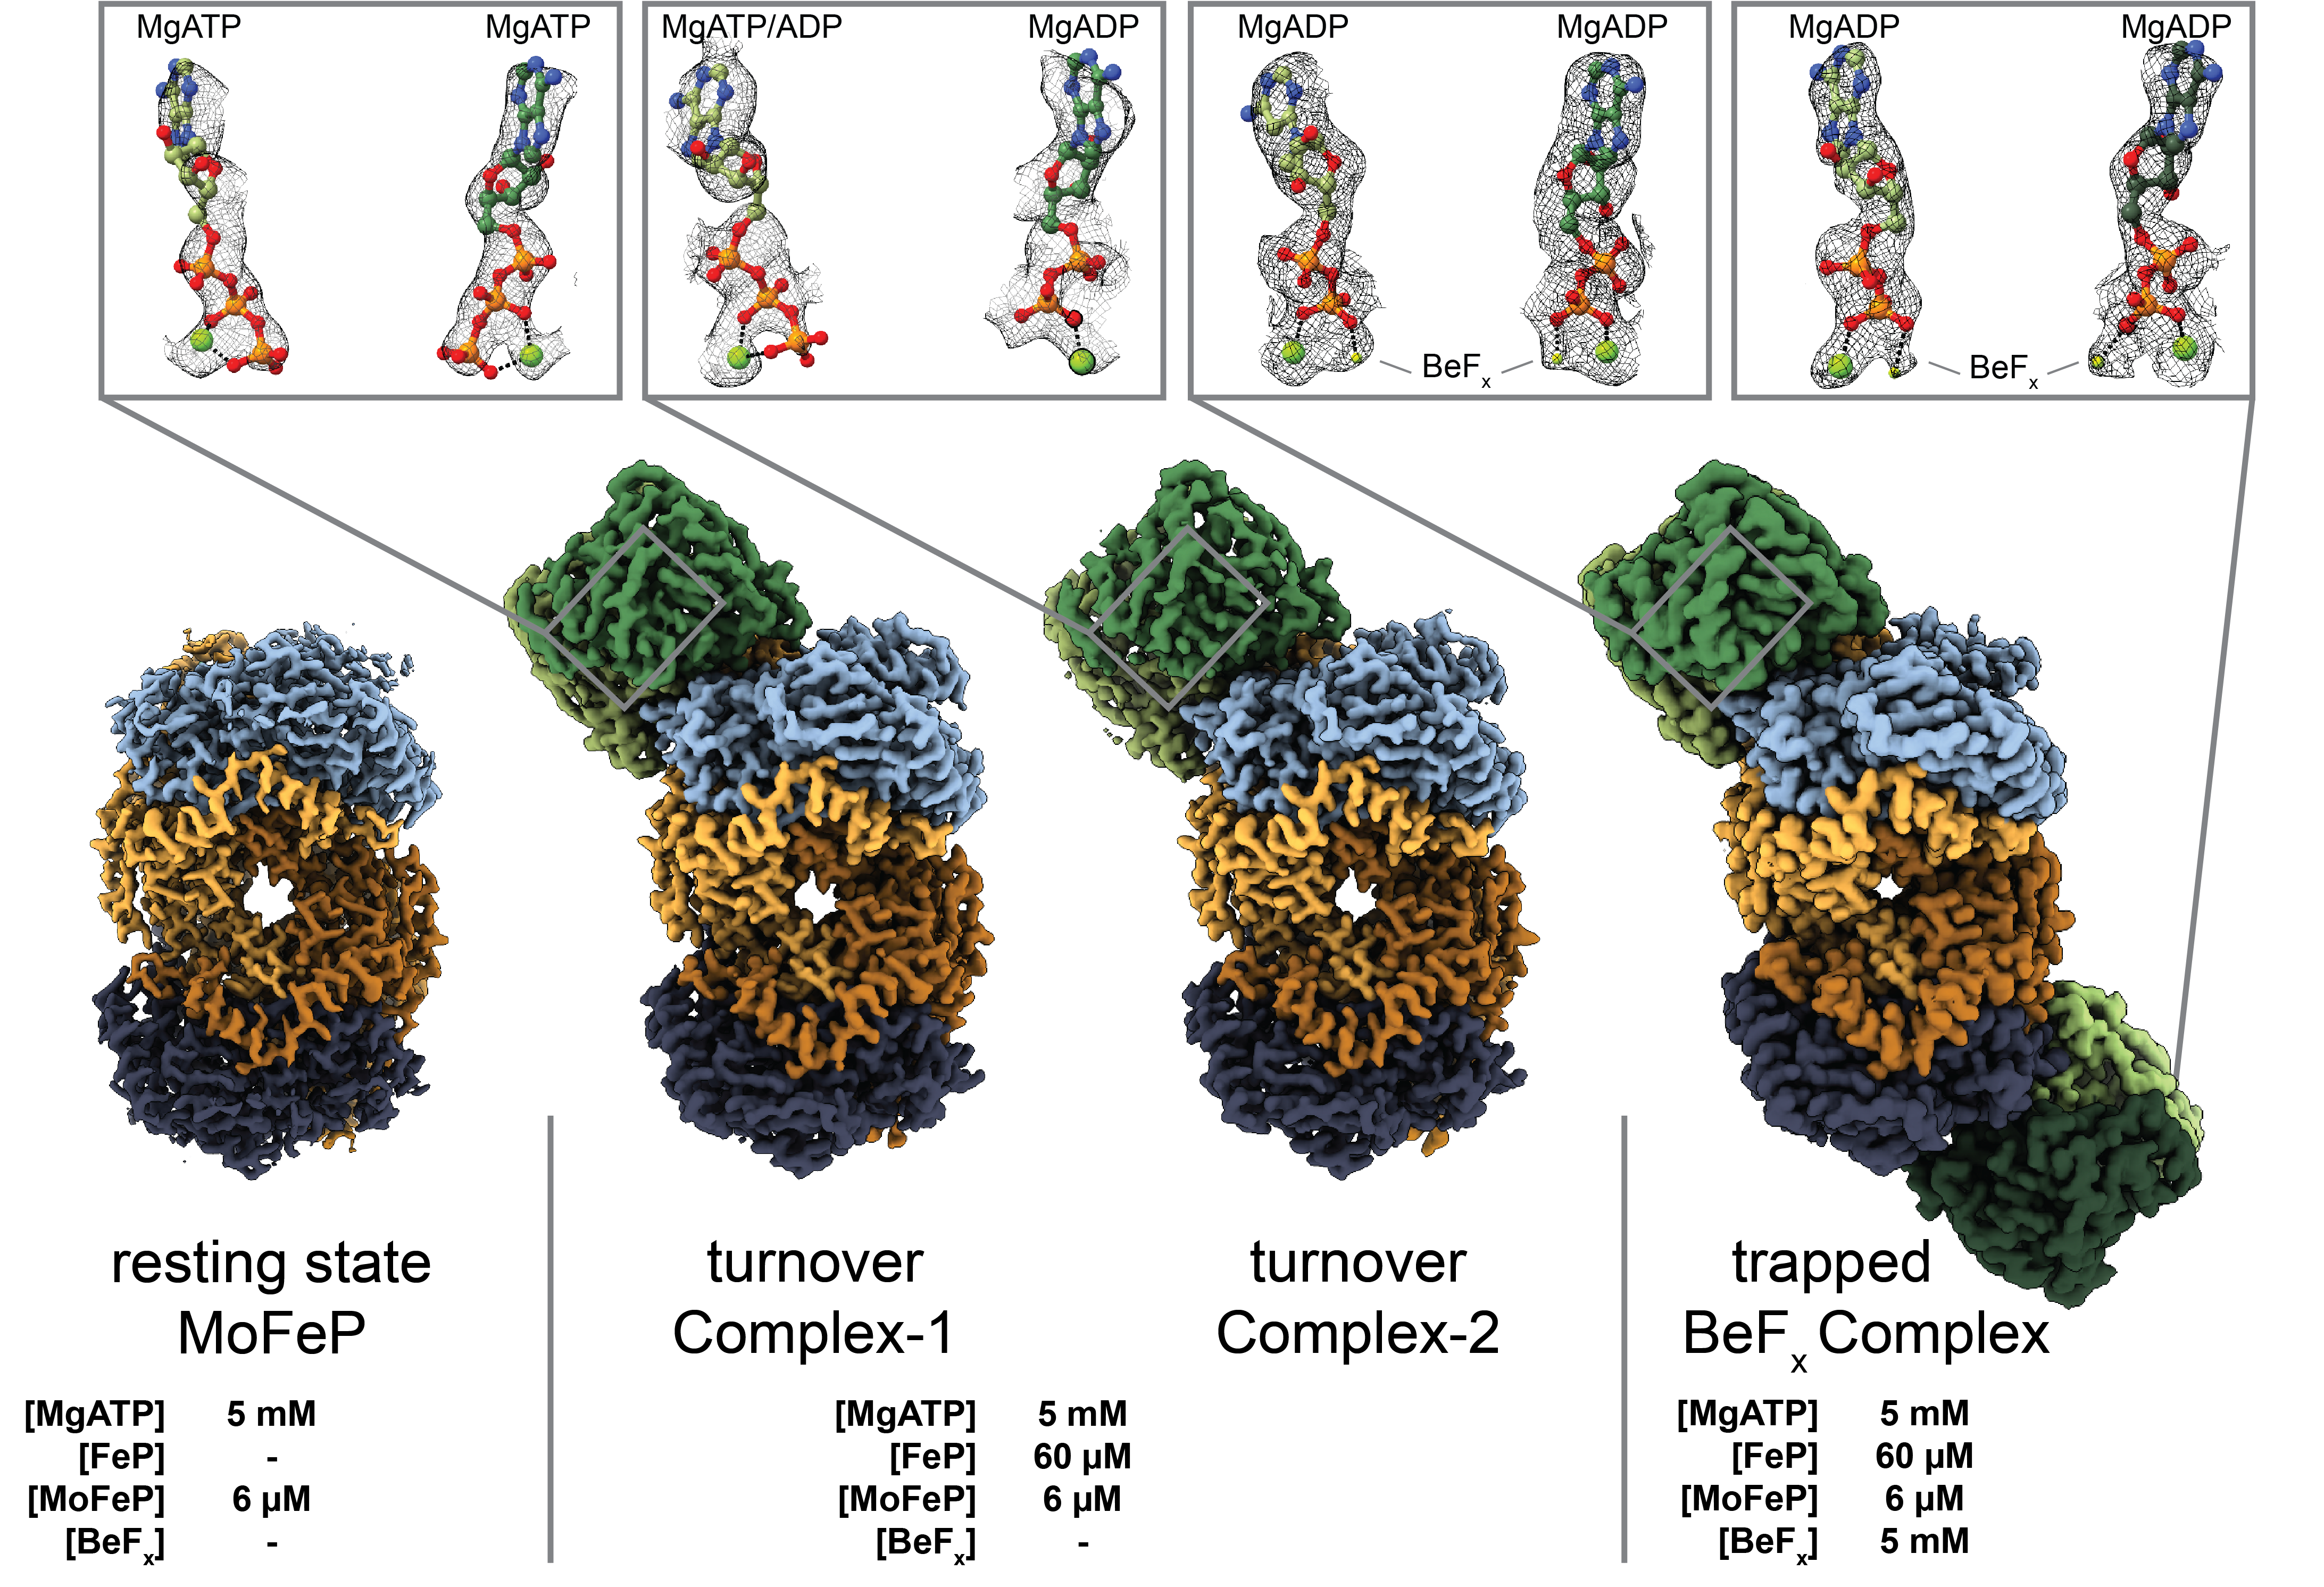 MgATP MgATP MgATP/ADP MgADP MgADP MgADP MgADP MgADP
BeFx BeFx
resting state
MoFeP
turnover
Complex-1
turnover
Complex-2
trapped
BeFx Complex
[MgATP] 5 mM
[FeP] -
[MoFeP] 6 µM
[BeFx] -
[MgATP] 5 mM
[FeP] 60 µM
[MoFeP] 6 µM
[BeFx] -
[MgATP] 5 mM
[FeP] 60 µM
[MoFeP] 6 µM
[BeFx] 5 mM